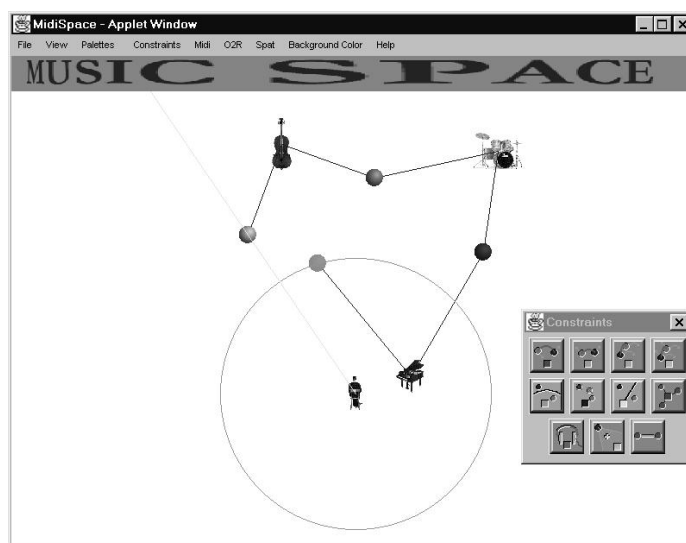 MidiSpace - Applet Window
File View Palettes Constraints Midi O2R Spat Background Color Help
MUSIC SPACE
Constraints